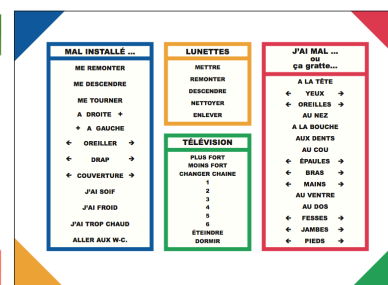 MAL INSTALLÉ ...
ME REMONTER
ME DESCENDRE
ME TOURNER
A DROITE +
+ A GAUCHE
← OREILLER →
← DRAP →
← COUVERTURE →
J'AI SOIF
J'AI FROID
J'AI TROP CHAUD
ALLER AUX W-C.
LUNETTES
METTRE
REMONTER
DESCENDRE
NETTOYER
ENLEVER
TÉLÉVISION
PLUS FORT
MOINS FORT
CHANGER CHAINE
1
2
3
4
5
6
ÉTEINDRE
DORMIR
J'AI MAL ...
ou
ça gratte...
A LA TÊTE
← YEUX →
← OREILLES →
AU NEZ
A LA BOUCHE
AUX DENTS
AU COU
← ÉPAULES →
← BRAS →
← MAINS →
AU VENTRE
AU DOS
← FESSES →
← JAMBES →
← PIEDS →